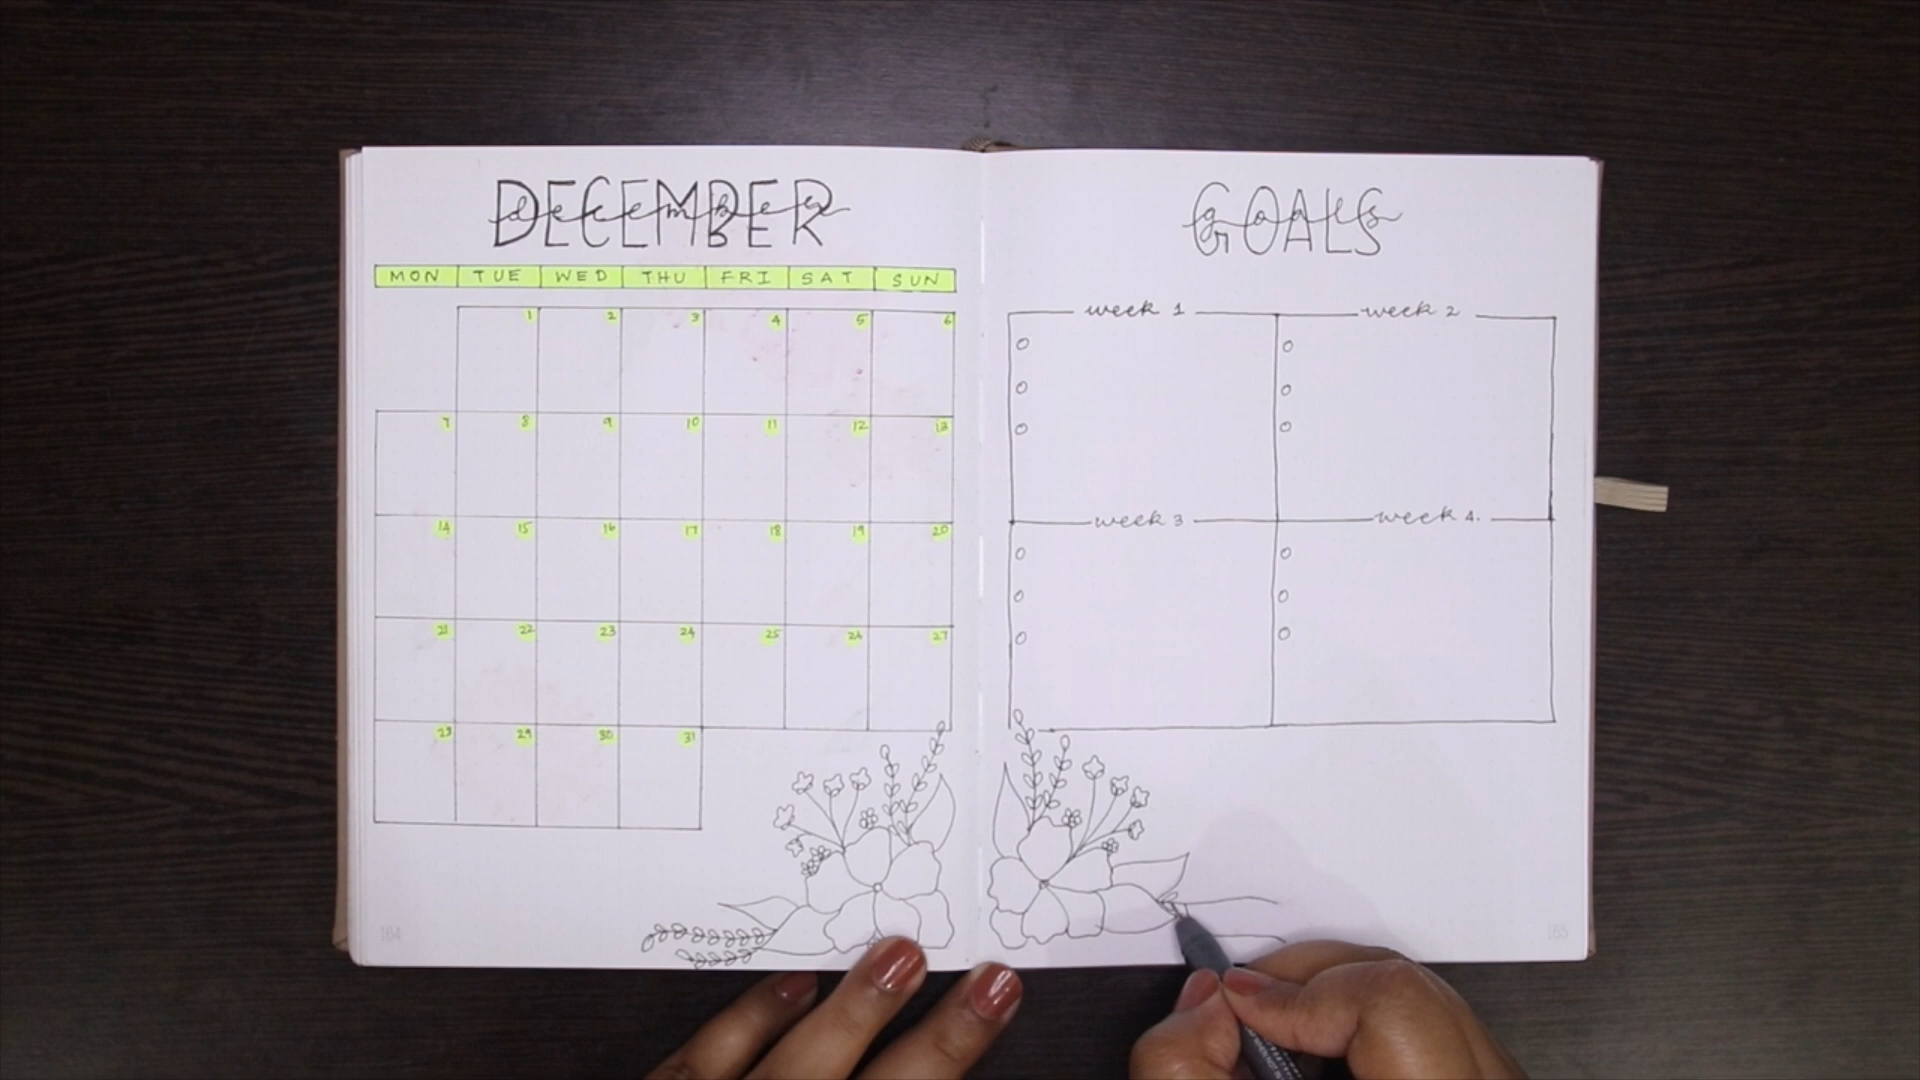 DECEMBER
december
MON TUE WED THU FRI SAT SUN
1 2 3 4 5 6
7 8 9 10 11 12 13
14 15 16 17 18 19 20
21 22 23 24 25 26 27
28 29 30 31
164
GOALS
goals
week 1 week 2
week 3 week 4.
165